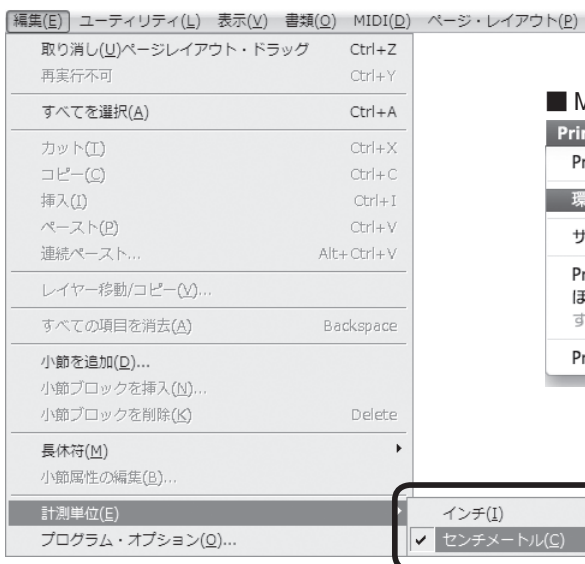 編集(E) ユーティリティ(L) 表示(V) 書類(O) MIDI(D) ページ・レイアウト(P)
取り消し(U)ページレイアウト・ドラッグ Ctrl+Z
再実行不可 Ctrl+Y
すべてを選択(A) Ctrl+A
カット(T) Ctrl+X
コピー(C) Ctrl+C
挿入(I) Ctrl+I
ペースト(P) Ctrl+V
連続ペースト... Alt+Ctrl+V
レイヤー移動/コピー(V)...
すべての項目を消去(A) Backspace
小節を追加(D)...
小節ブロックを挿入(N)...
小節ブロックを削除(K) Delete
長休符(M)
小節属性の編集(B)...
計測単位(E)
プログラム・オプション(O)...
インチ(I)
✔ センチメートル(C)
■ M
Pri
P
環
サ
P
ほ
す
P